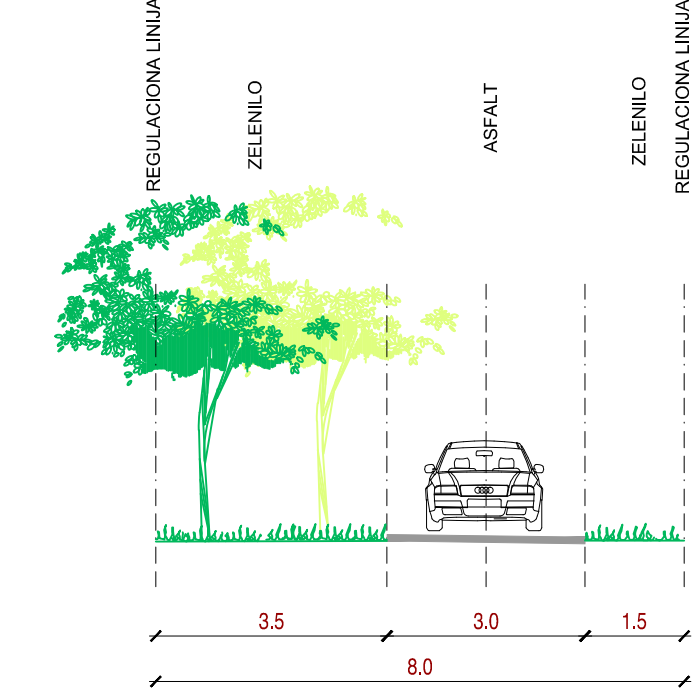 REGULACIONA LINIJA
ZELENILO
ASFALT
ZELENILO
REGULACIONA LINIJA
3.5
3.0
1.5
8.0